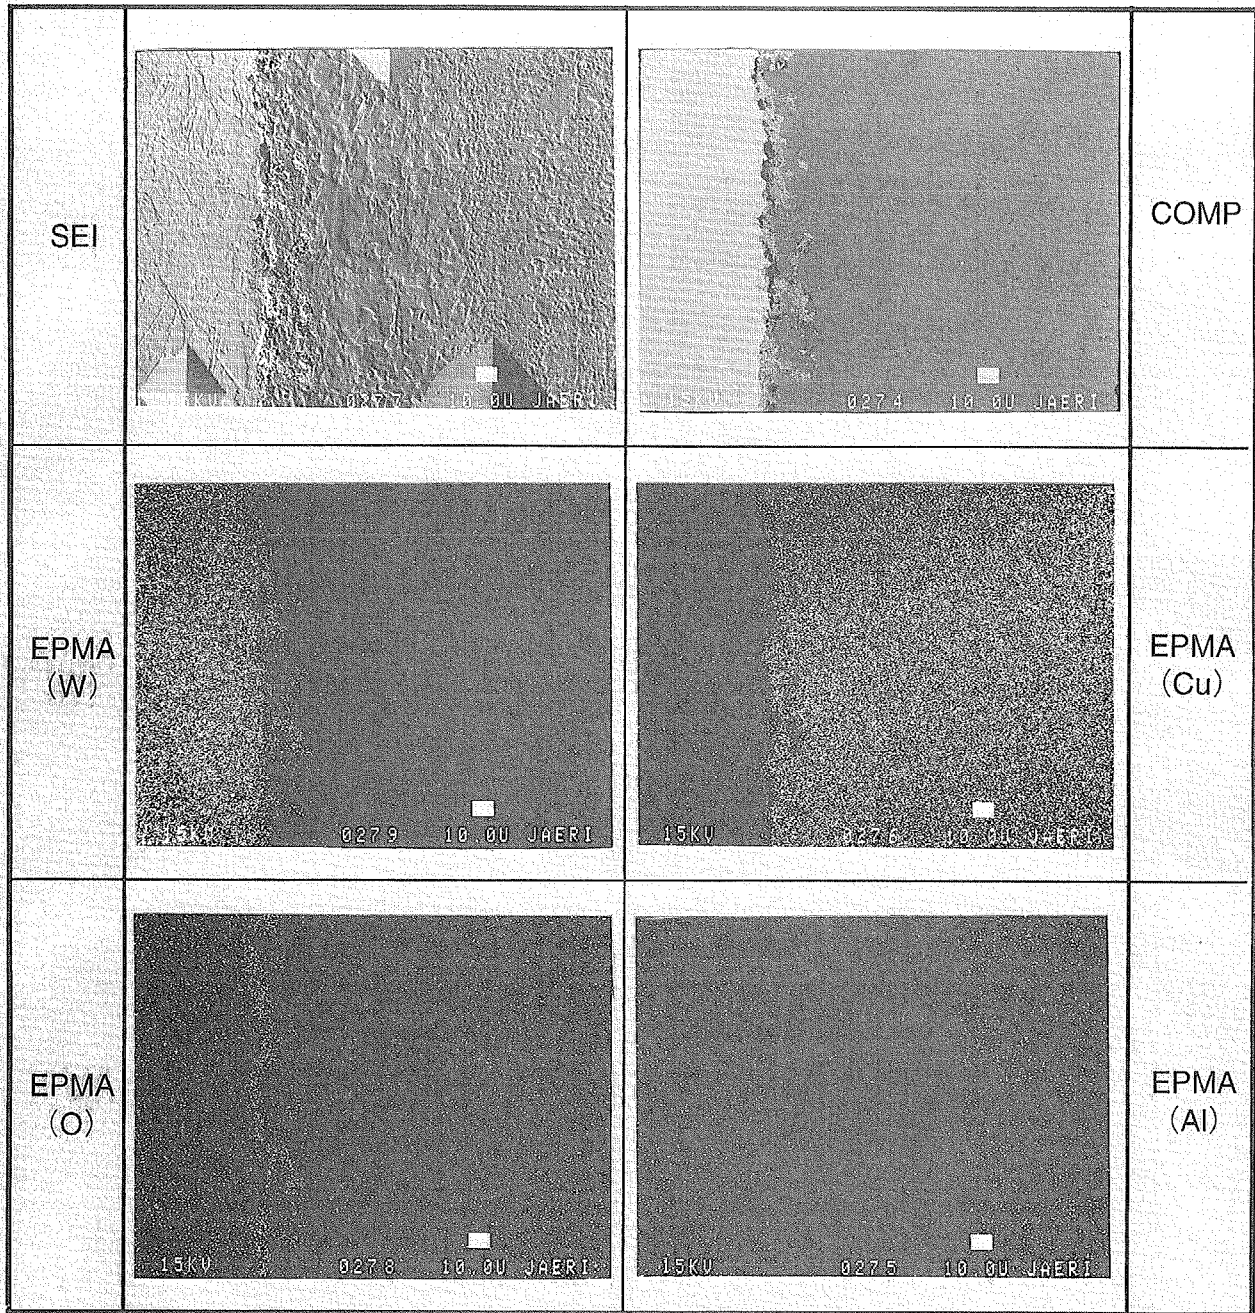 SEI
KV 0277 10.0U JAERI
0274 10.0U JAERI
COMP
EPMA
(W)
15KV 0279 10.0U JAERI
15KV 0276 10.0U JAERI
EPMA
(Cu)
EPMA
(O)
15KV 0278 10.0U JAERI
15KV 0275 10.0U JAERI
EPMA
(Al)